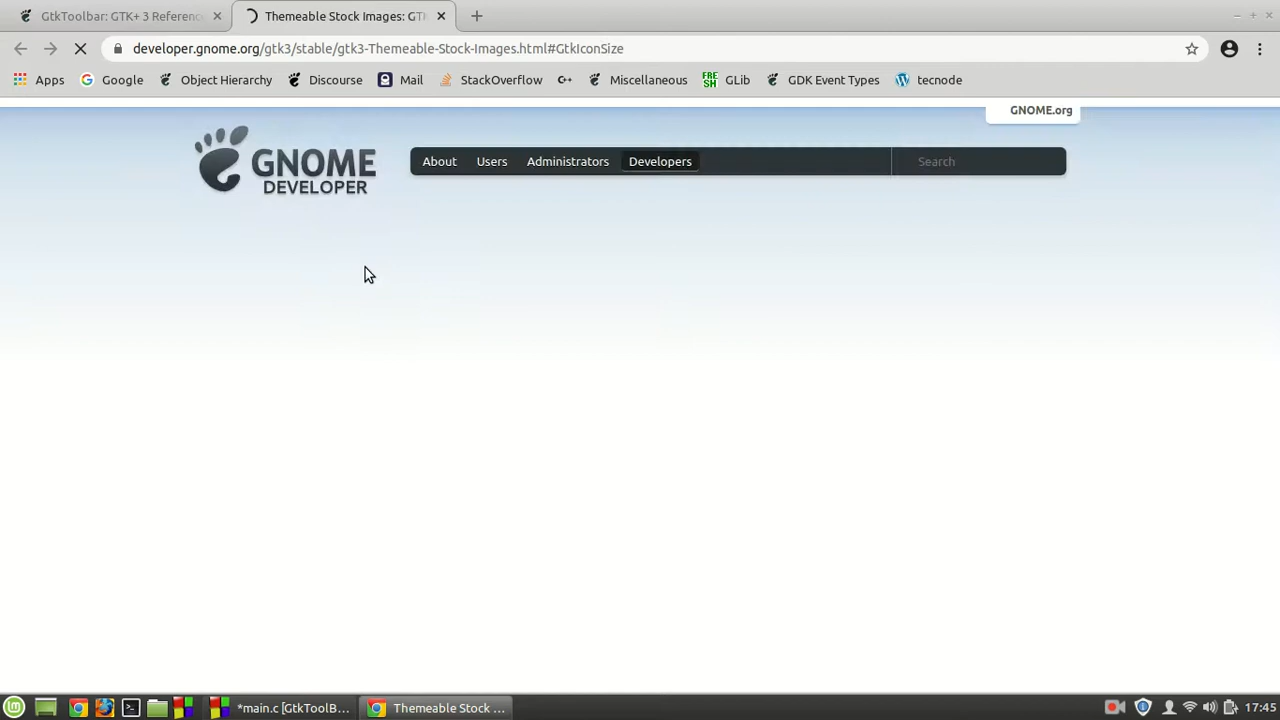 GtkToolbar: GTK+ 3 Referenc
Themeable Stock Images: GT
developer.gnome.org/gtk3/stable/gtk3-Themeable-Stock-Images.html#GtkIconSize
Apps Google Object Hierarchy Discourse Mail StackOverflow C++ Miscellaneous FRE SH GLib GDK Event Types tecnode
GNOME.org
GNOME
DEVELOPER
About Users Administrators Developers Search
*main.c [GtkToolB... Themeable Stock ... 17:45